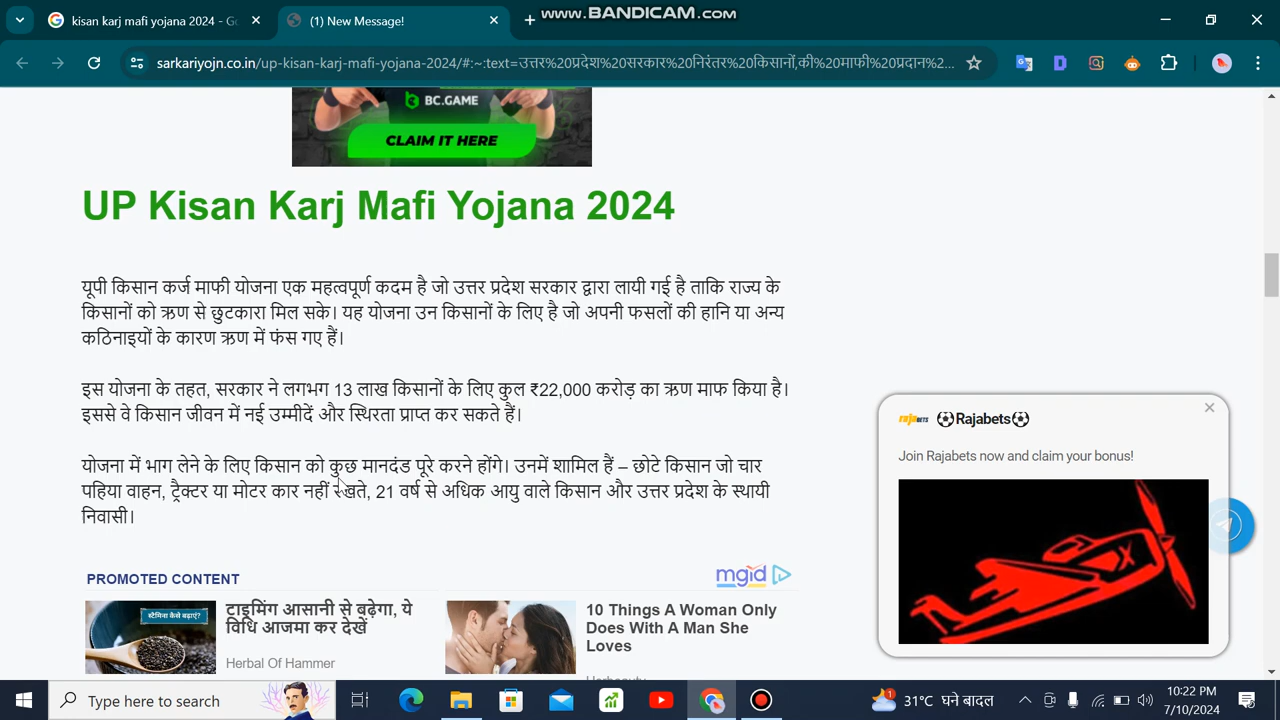 www.BANDICAM.com
kisan karj mafi yojana 2024 - Go
(1) New Message!
sarkariyojn.co.in/up-kisan-karj-mafi-yojana-2024/#:~:text=उत्तर%20प्रदेश%20सरकार%20निरंतर%20किसानों,की%20माफी%20प्रदान%2...
BC.GAME
CLAIM IT HERE
UP Kisan Karj Mafi Yojana 2024
यूपी किसान कर्ज माफी योजना एक महत्वपूर्ण कदम है जो उत्तर प्रदेश सरकार द्वारा लायी गई है ताकि राज्य के
किसानों को ऋण से छुटकारा मिल सके। यह योजना उन किसानों के लिए है जो अपनी फसलों की हानि या अन्य
कठिनाइयों के कारण ऋण में फंस गए हैं।
इस योजना के तहत, सरकार ने लगभग 13 लाख किसानों के लिए कुल ₹22,000 करोड़ का ऋण माफ किया है।
इससे वे किसान जीवन में नई उम्मीदें और स्थिरता प्राप्त कर सकते हैं।
योजना में भाग लेने के लिए किसान को कुछ मानदंड पूरे करने होंगे। उनमें शामिल हैं – छोटे किसान जो चार
पहिया वाहन, ट्रैक्टर या मोटर कार नहीं रखते, 21 वर्ष से अधिक आयु वाले किसान और उत्तर प्रदेश के स्थायी
निवासी।
raja BETS
Rajabets
Join Rajabets now and claim your bonus!
PROMOTED CONTENT
mgid
स्टैमिना कैसे बढ़ाएं?
टाइमिंग आसानी से बढ़ेगा, ये
विधि आजमा कर देखें
Herbal Of Hammer
10 Things A Woman Only
Does With A Man She
Loves
Herbeauty
Type here to search
1
31°C घने बादल
10:22 PM
7/10/2024